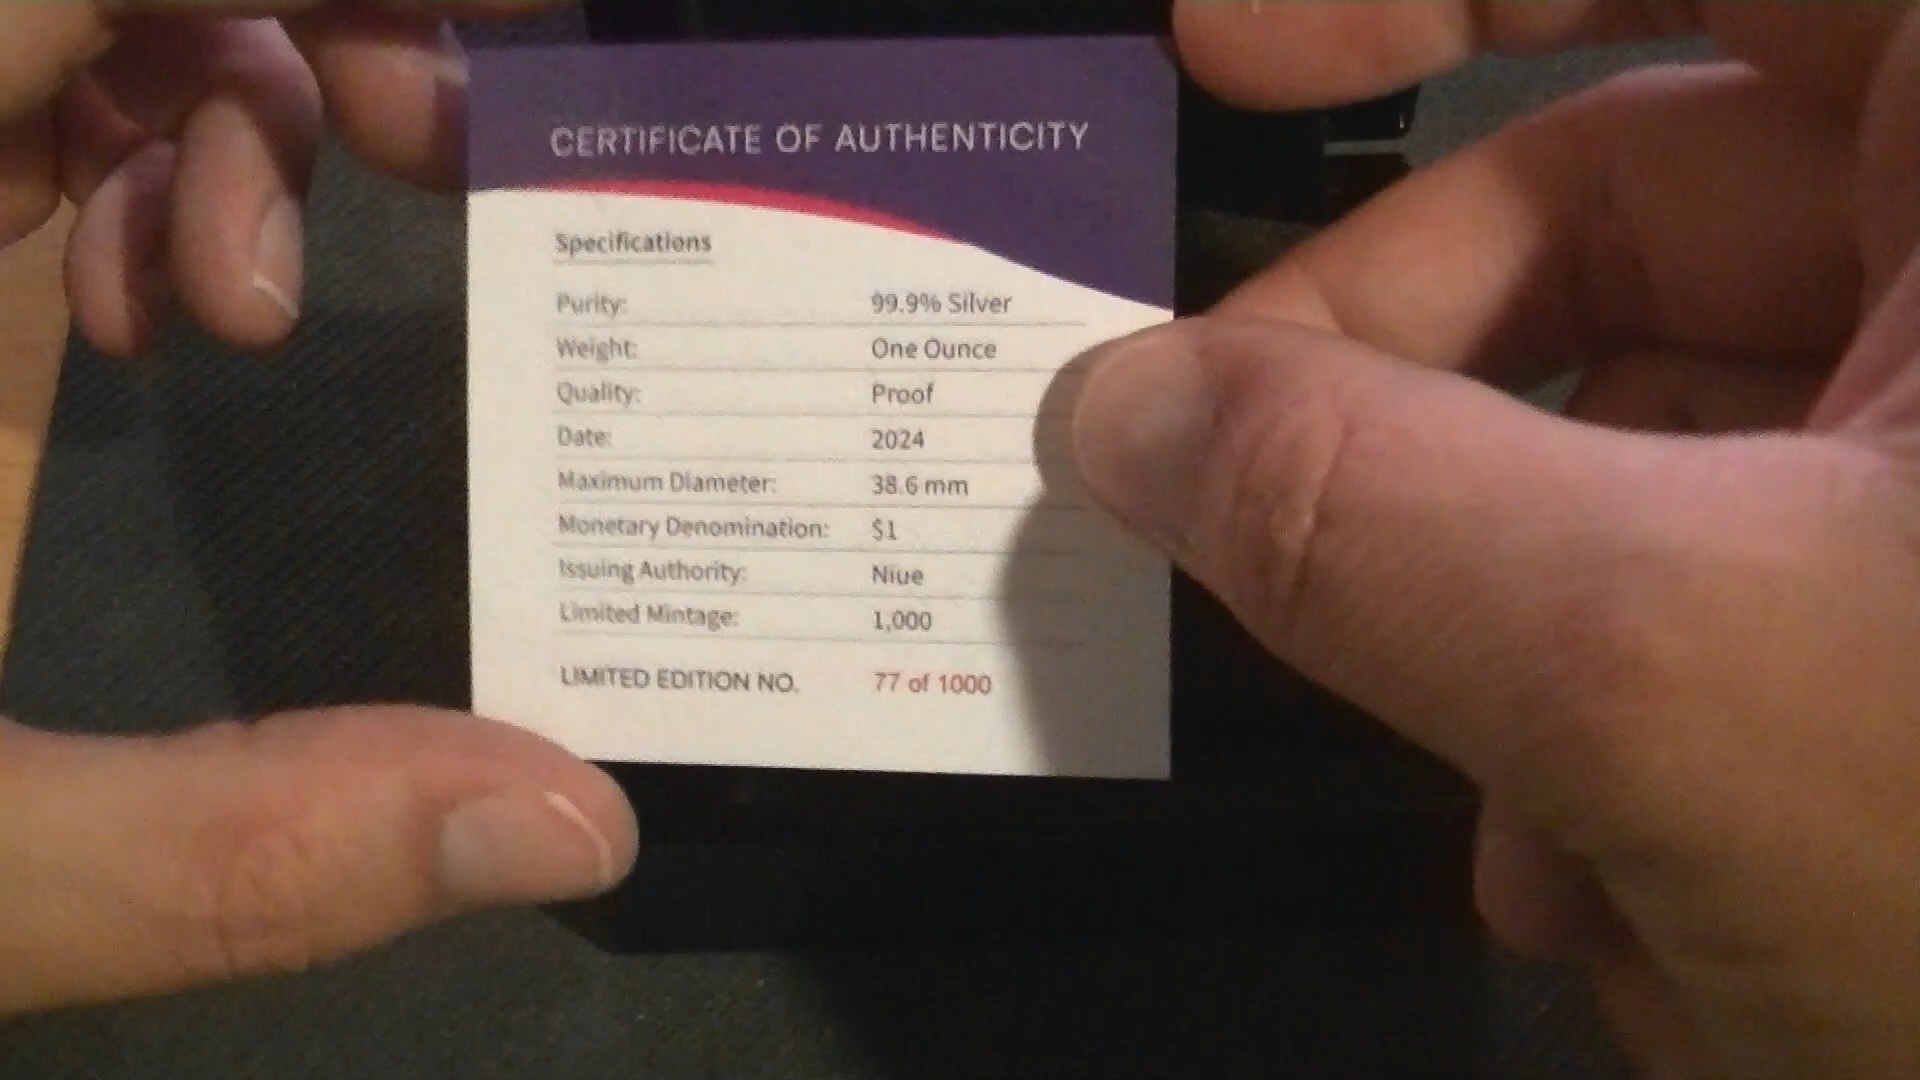 CERTIFICATE OF AUTHENTICITY
Specifications
Purity: 99.9% Silver
Weight: One Ounce
Quality: Proof
Date: 2024
Maximum Diameter: 38.6 mm
Monetary Denomination: $1
Issuing Authority: Niue
Limited Mintage: 1,000
LIMITED EDITION NO. 77 of 1000